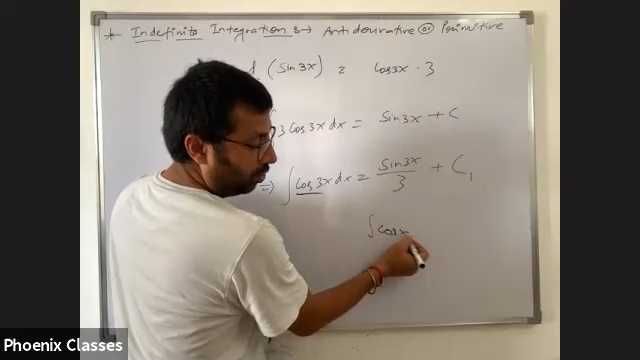 * Indefinite Integration :→ Antiderivative or Primitive
(Sin3x) = Cos3x · 3
3 Cos3x dx = Sin3x + C
⇒ ∫ Cos3x dx = Sin3x/3 + C₁
∫ Cosx
Phoenix Classes